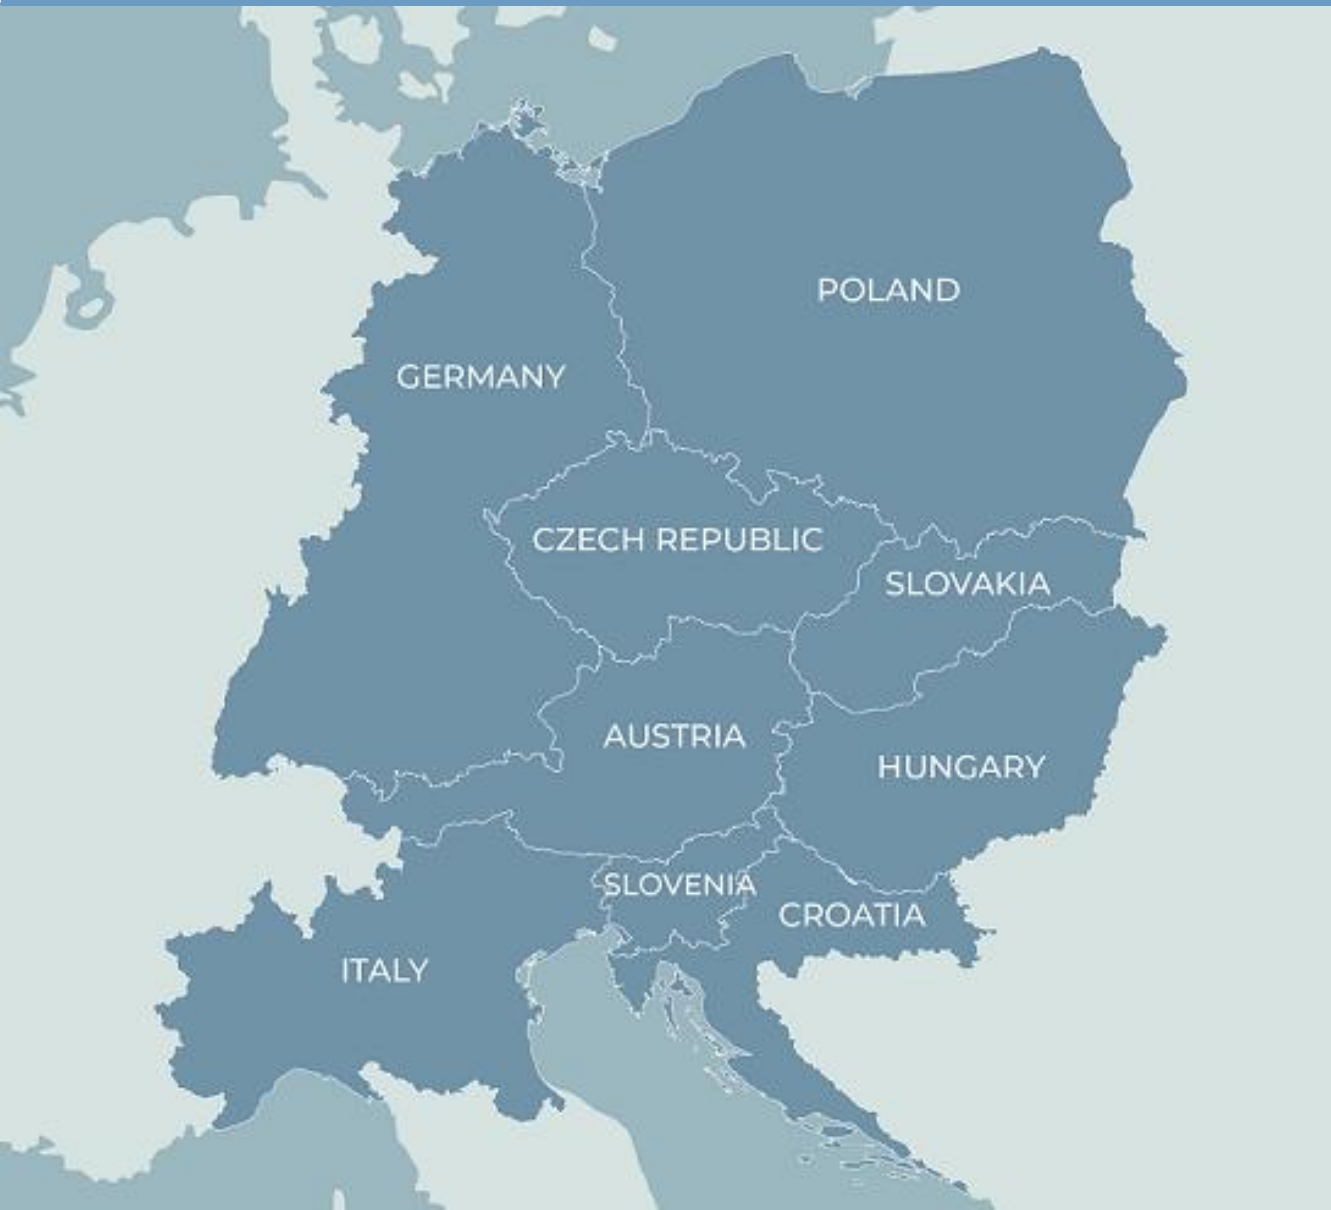 POLAND
GERMANY
CZECH REPUBLIC
SLOVAKIA
AUSTRIA
HUNGARY
SLOVENIA
CROATIA
ITALY